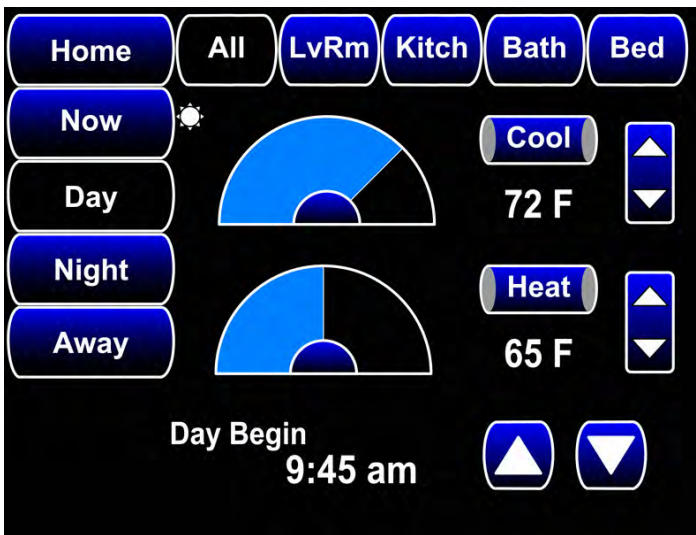 Home All LvRm Kitch Bath Bed
Now
Cool
Day
72 F
Night
Heat
Away
65 F
Day Begin
9:45 am